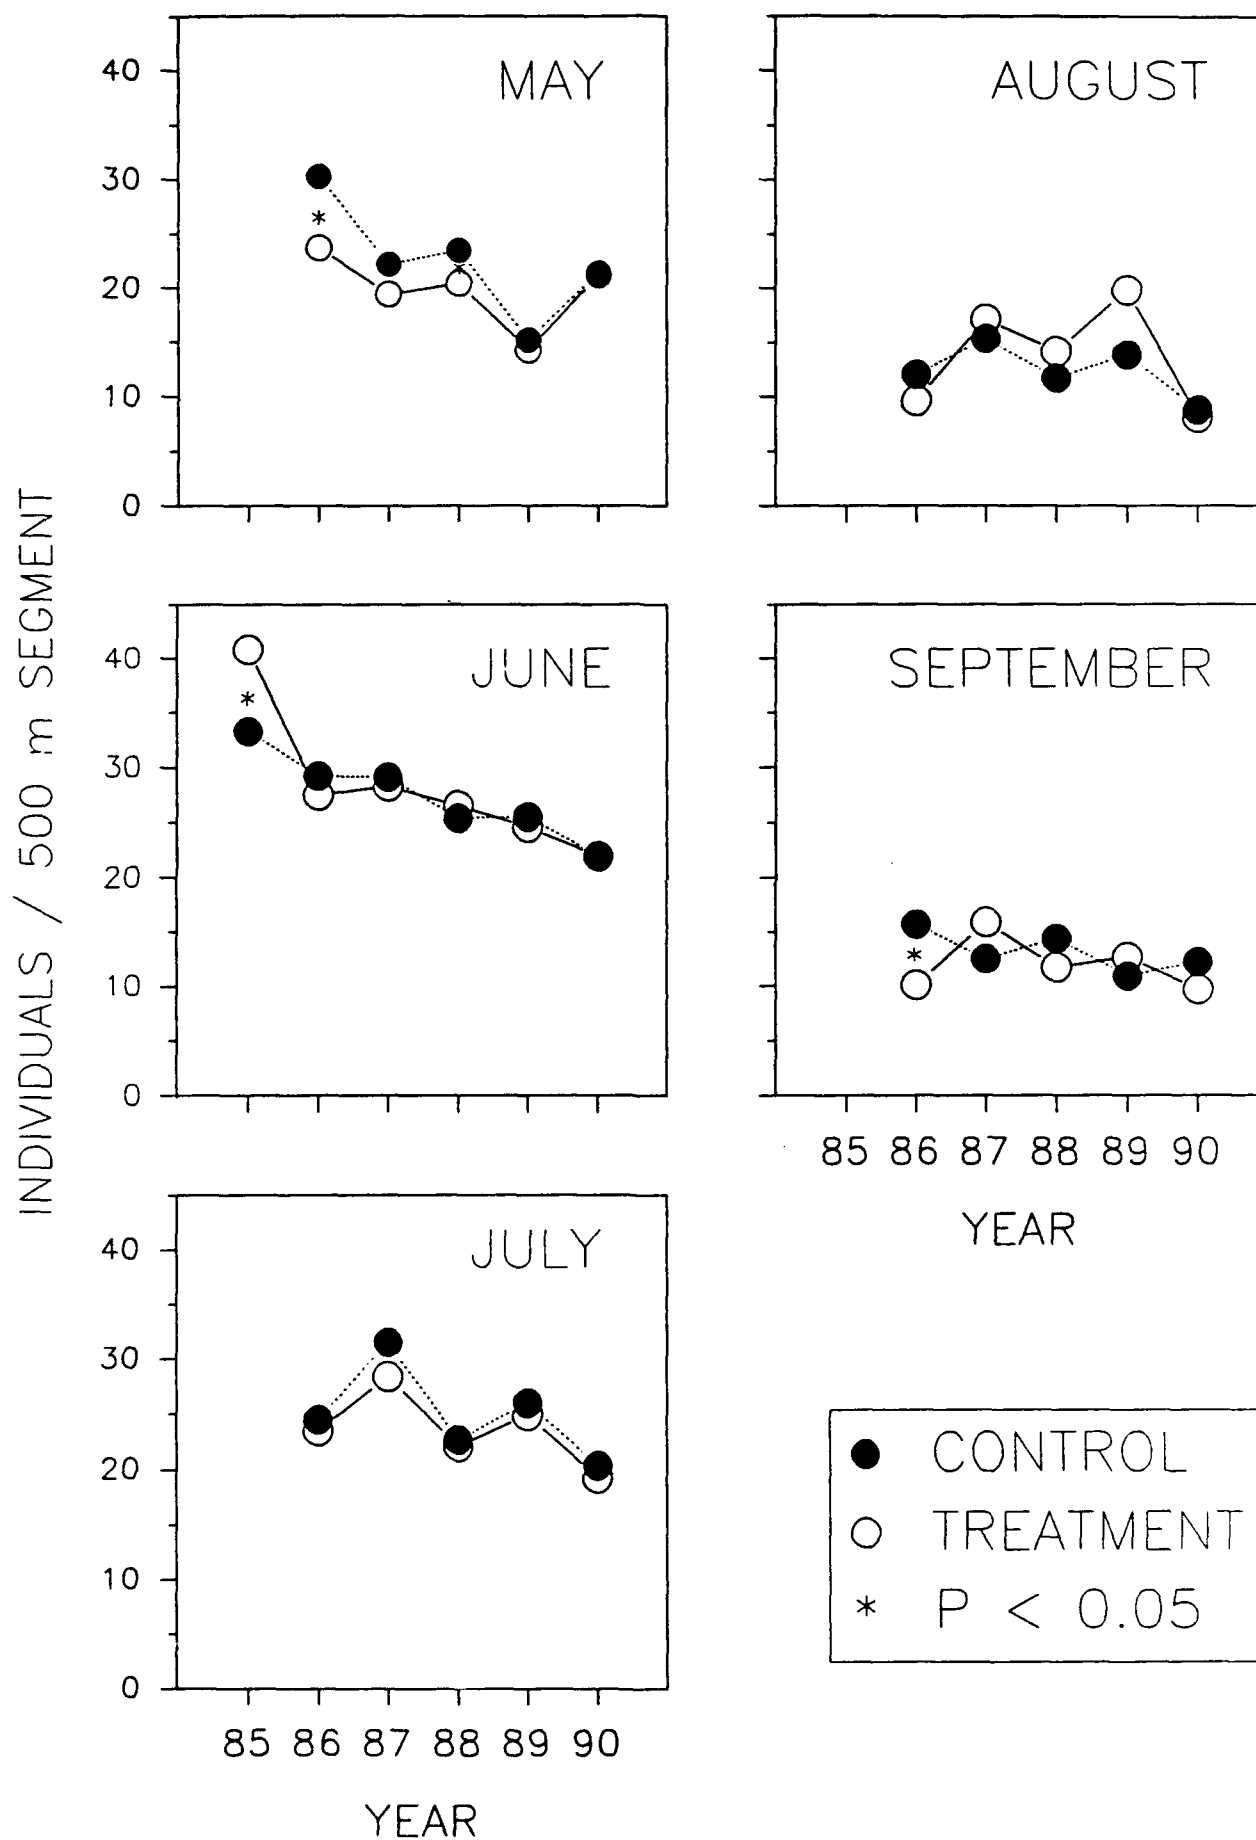 INDIVIDUALS / 500 m SEGMENT
MAY
40
30
*
20
*
10
0
AUGUST
JUNE
40
*
30
20
10
0
SEPTEMBER
*
85 86 87 88 89 90
YEAR
JULY
40
30
20
10
0
85 86 87 88 89 90
YEAR
CONTROL
TREATMENT
* P < 0.05